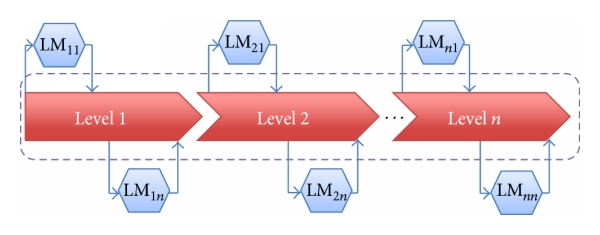 LM₁₁ LM₂₁ LMₙ₁
Level 1 Level 2 ··· Level n
LM₁ₙ LM₂ₙ LMₙₙ